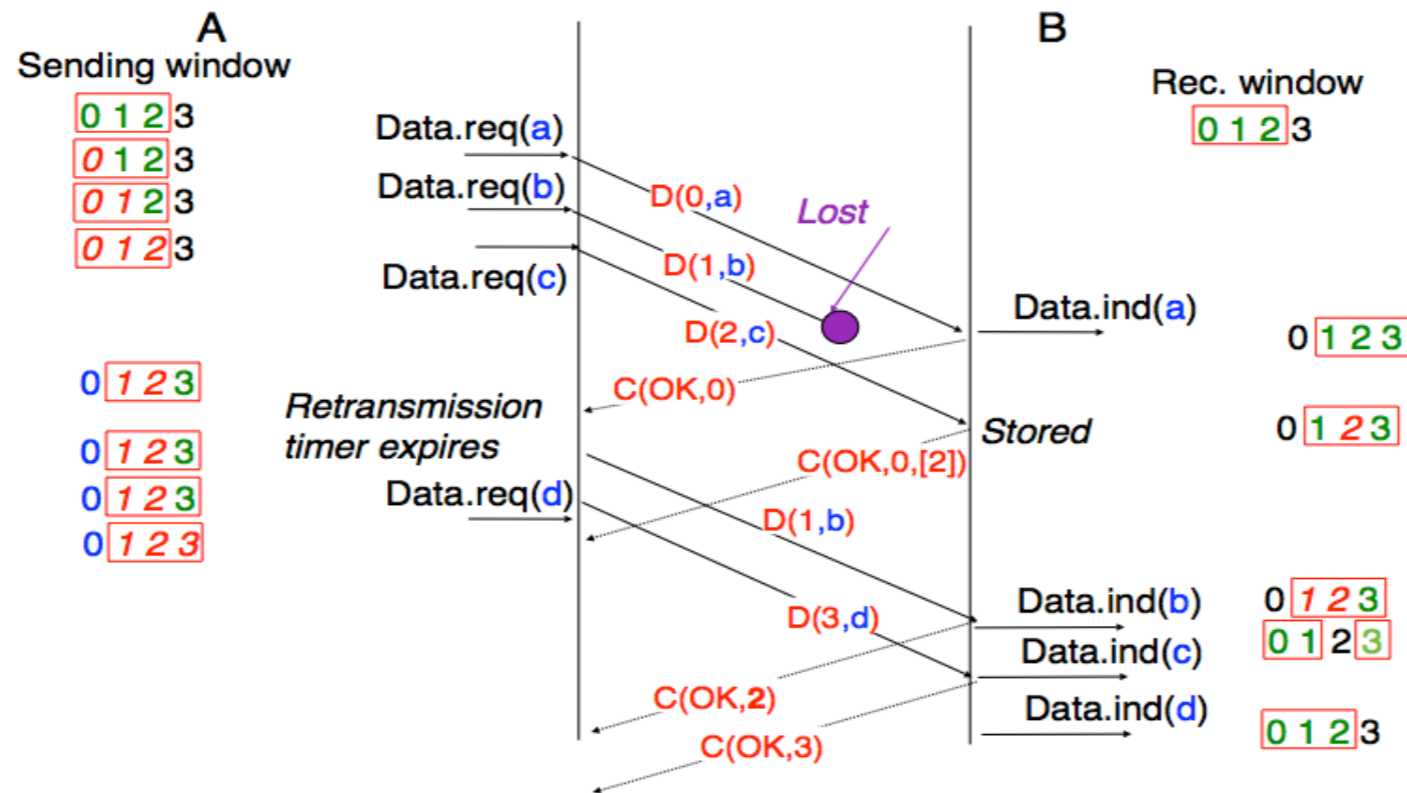 A
B
Sending window
Rec. window
0 1 2 3
0 1 2 3
0 1 2 3
0 1 2 3
0 1 2 3
Data.req(a)
Data.req(b)
Data.req(c)
D(0,a)
D(1,b)
D(2,c)
Lost
Data.ind(a)
0 1 2 3
C(OK,0)
0 1 2 3
Retransmission
timer expires
Stored
0 1 2 3
C(OK,0,[2])
0 1 2 3
0 1 2 3
0 1 2 3
Data.req(d)
D(1,b)
D(3,d)
Data.ind(b)
0 1 2 3
Data.ind(c)
0 1 2 3
C(OK,2)
Data.ind(d)
0 1 2 3
C(OK,3)